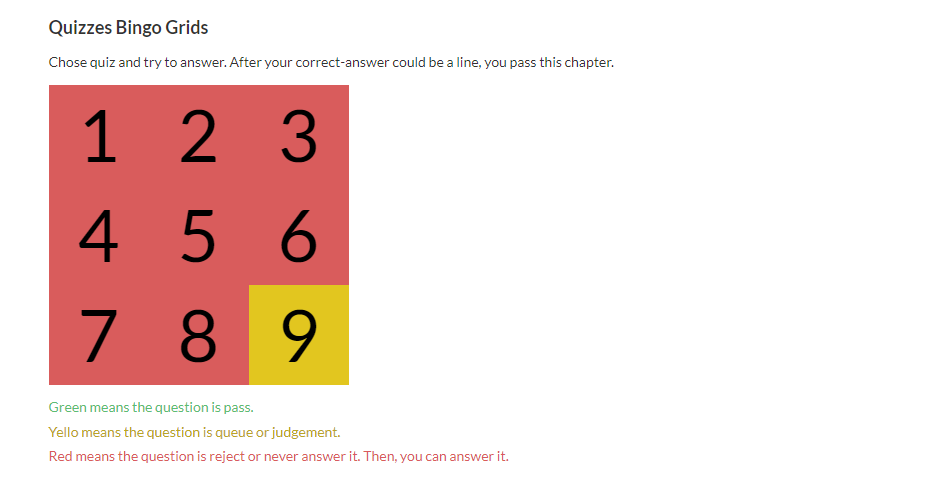 Quizzes Bingo Grids
Chose quiz and try to answer. After your correct-answer could be a line, you pass this chapter.
1 2 3
4 5 6
7 8 9
Green means the question is pass.
Yello means the question is queue or judgement.
Red means the question is reject or never answer it. Then, you can answer it.